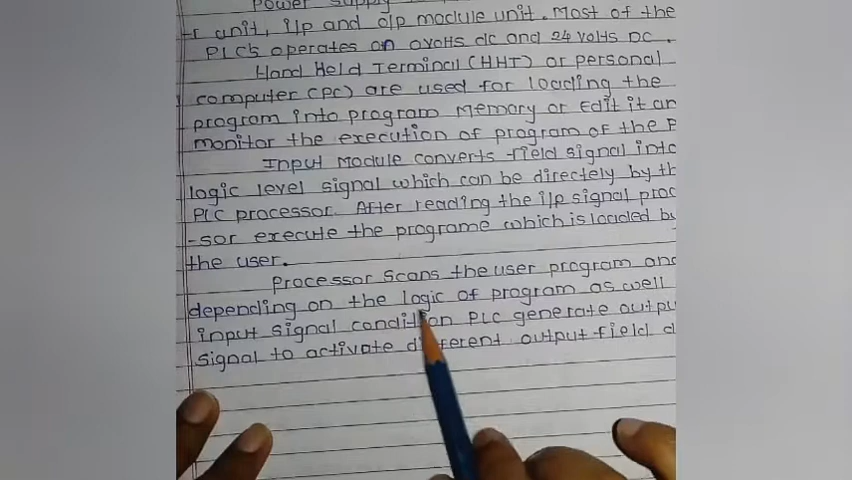 Power supply
-r unit, i/p and o/p module unit. Most of the
PLC's operates on 0volts dc and 24 volts DC.
Hand Held Terminal (HHT) or personal
computer (PC) are used for loading the
program into program Memory or Edit it an
monitor the execution of program of the P
Input Module converts field signal into
logic level signal which can be directely by th
PLC processor. After reading the i/p signal proc
-sor execute the programe which is loaded by
the user.
Processor Scans the user program and
depending on the logic of program as well
input signal condition PLC generate outpu
signal to activate different output field d